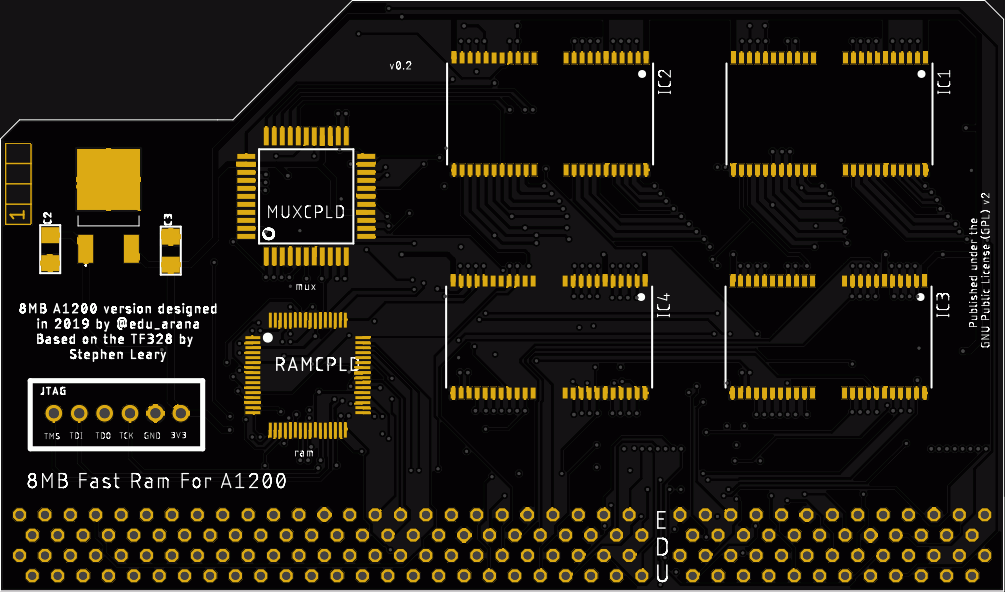 v0.2
IC2
IC1
1
C2
C3
MUXCPLD
mux
Published under the
GNU Public License (GPL) v2
8MB A1200 version designed
in 2019 by @edu_arana
Based on the TF328 by
Stephen Leary
IC4
IC3
RAMCPLD
JTAG
TMS TDI TDO TCK GND 3V3
ram
8MB Fast Ram For A1200
E
D
U